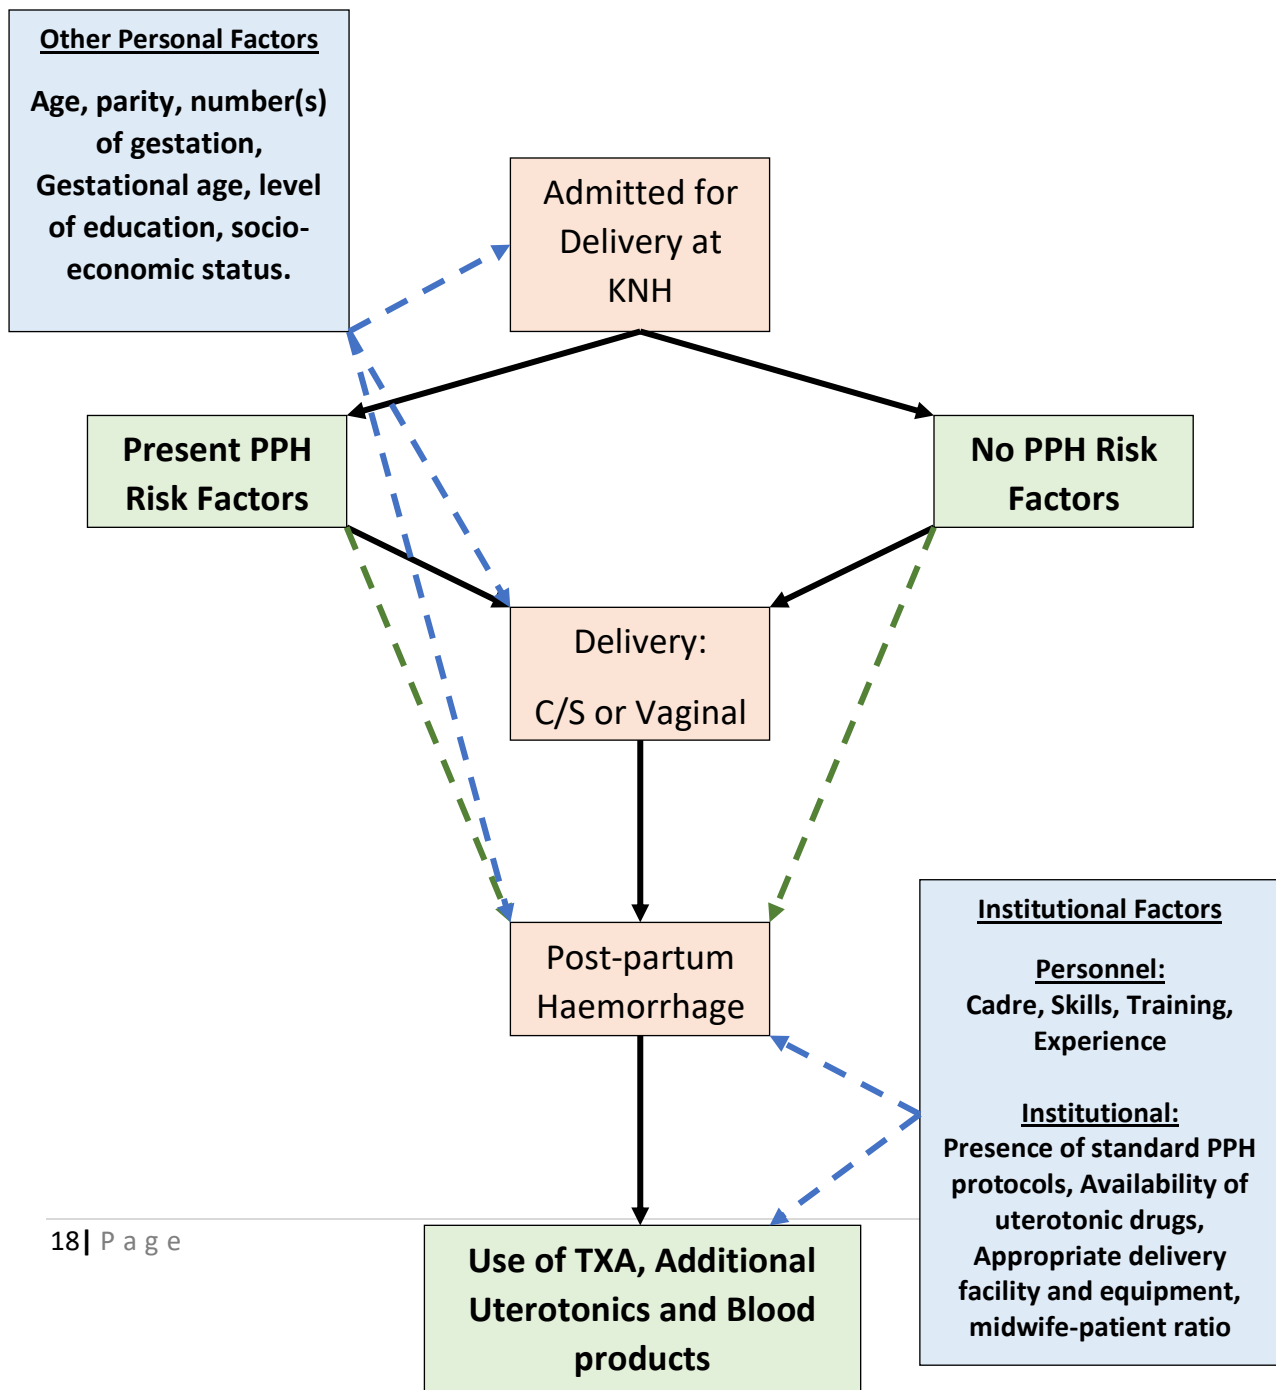 Other Personal Factors
Age, parity, number(s)
of gestation,
Gestational age, level
of education, socio-
economic status.
Admitted for
Delivery at
KNH
Present PPH
Risk Factors
No PPH Risk
Factors
Delivery:
C/S or Vaginal
Post-partum
Haemorrhage
Institutional Factors
Personnel:
Cadre, Skills, Training,
Experience
Institutional:
Presence of standard PPH
protocols, Availability of
uterotonic drugs,
Appropriate delivery
facility and equipment,
midwife-patient ratio
18| P a g e
Use of TXA, Additional
Uterotonics and Blood
products